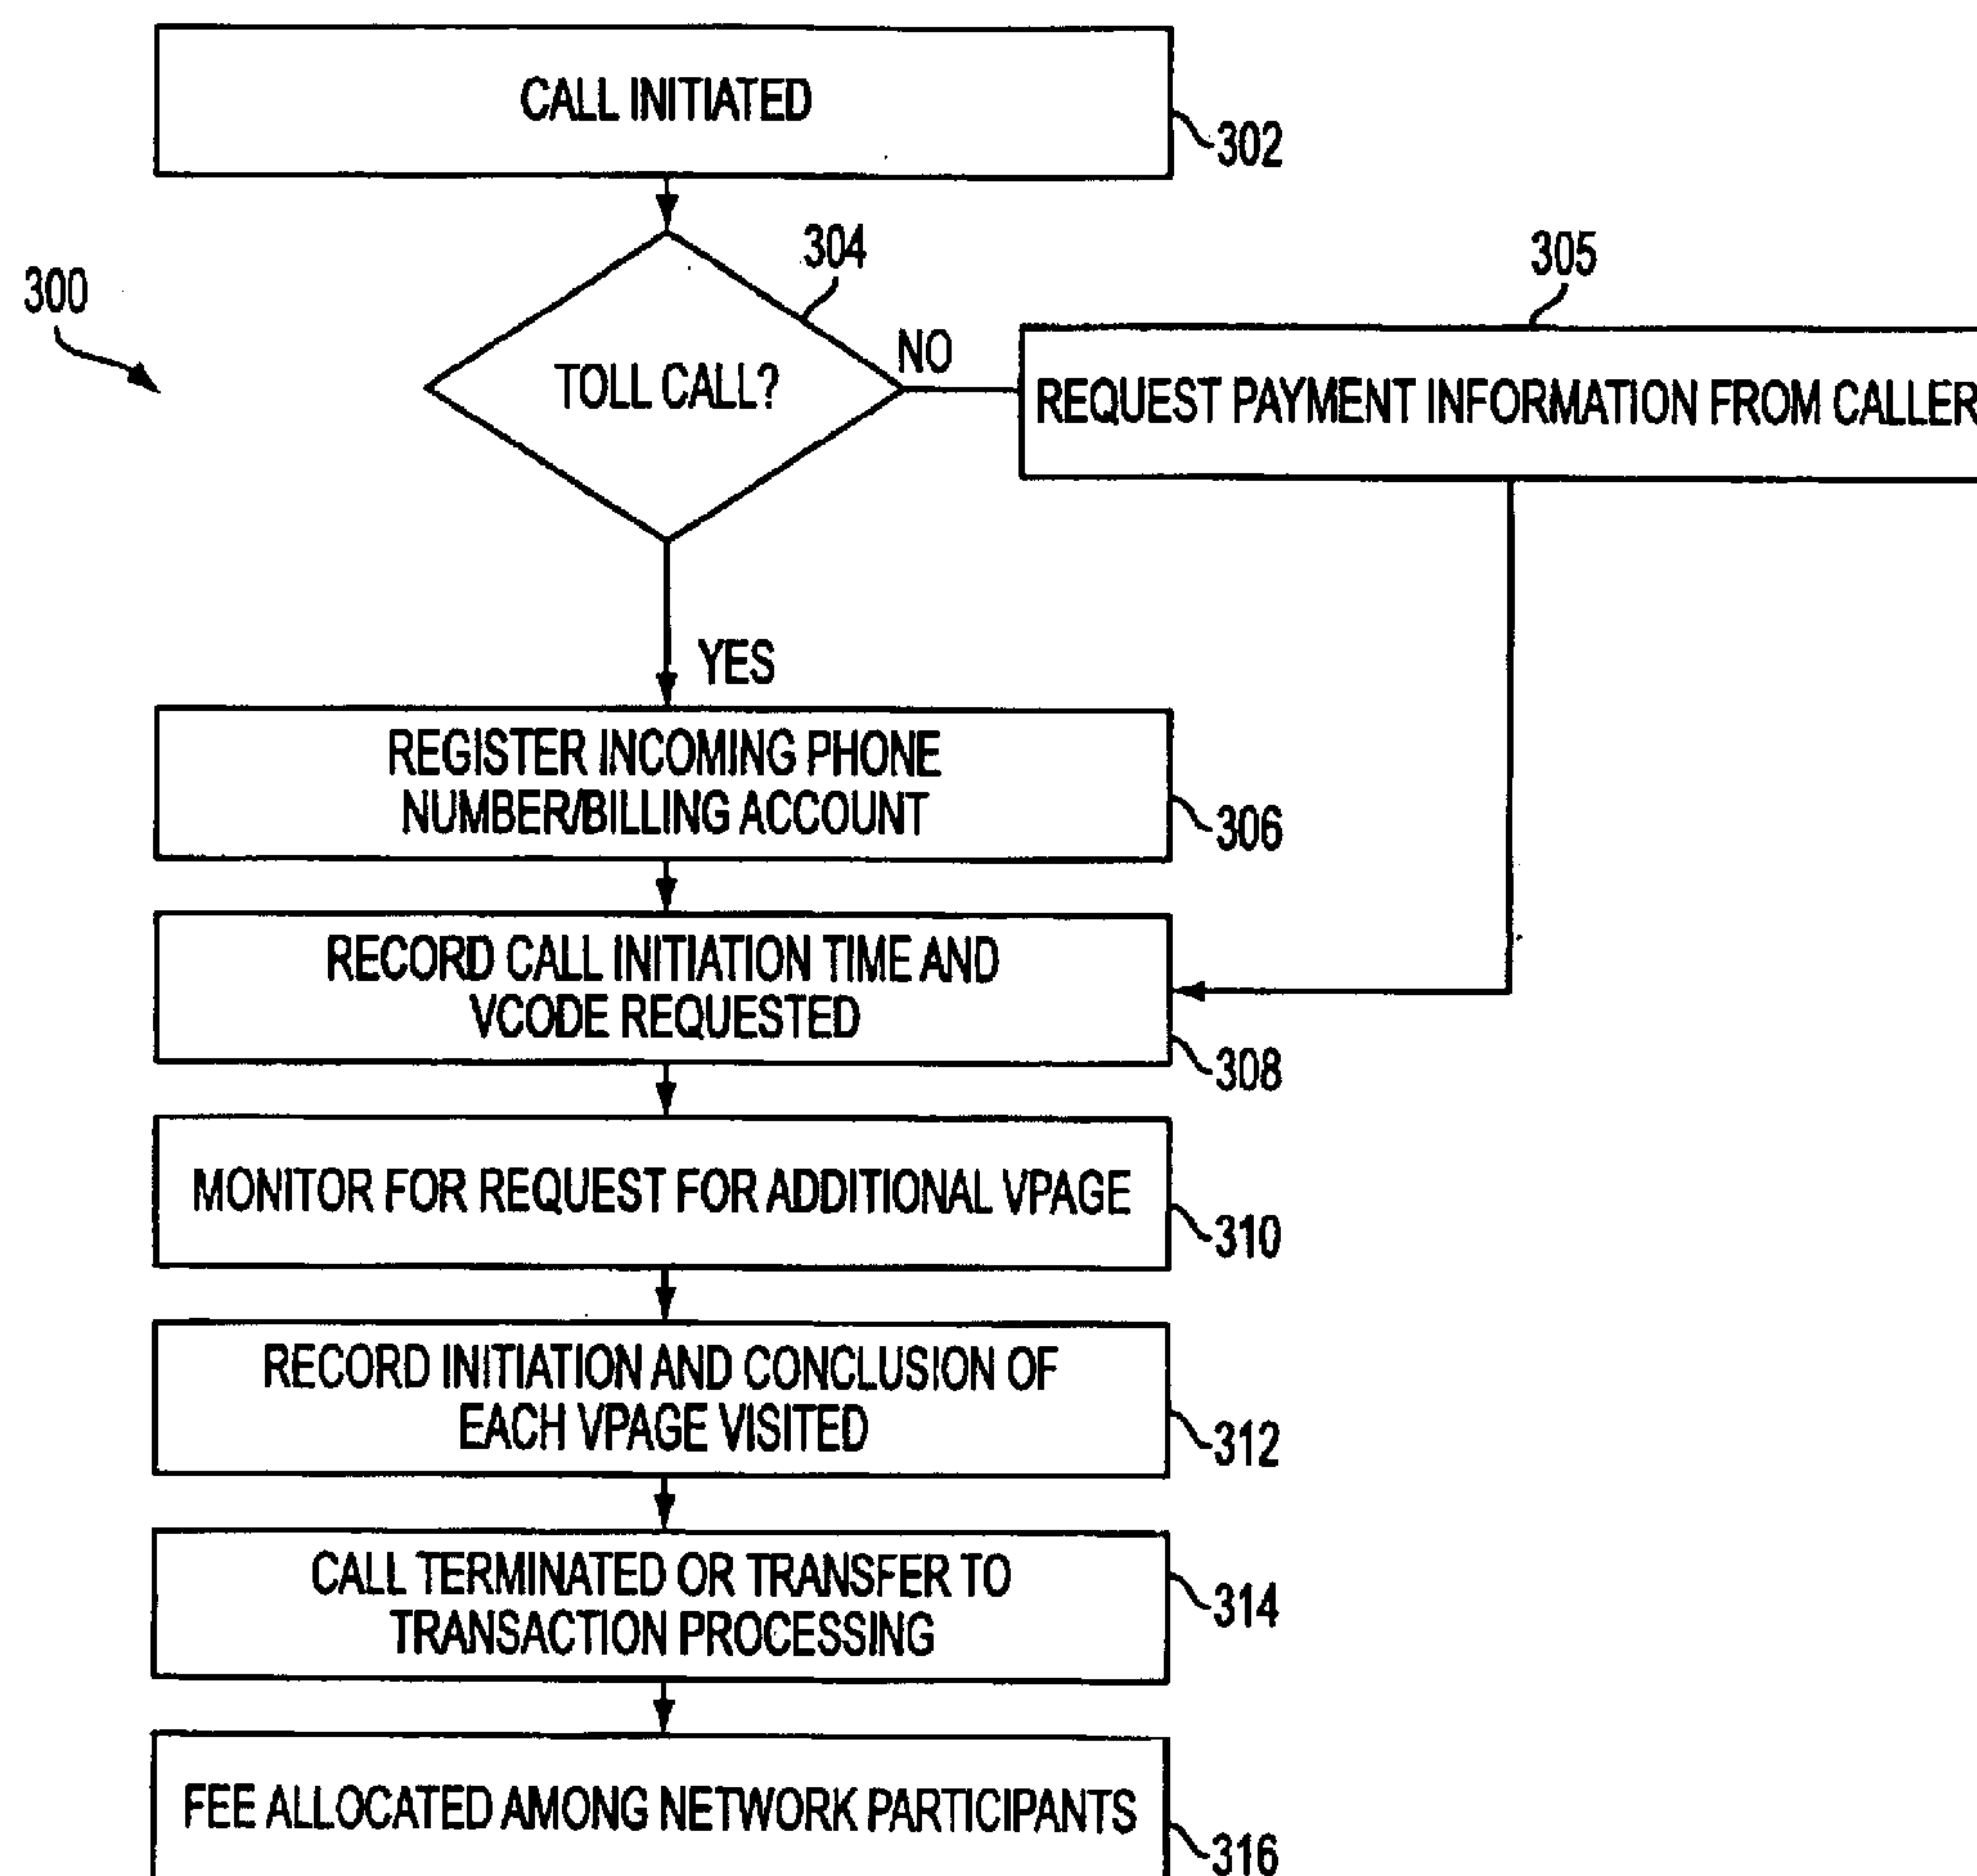 CALL INITIATED
302
304
305
300
NO
TOLL CALL?
REQUEST PAYMENT INFORMATION FROM CALLER
YES
REGISTER INCOMING PHONE
NUMBER/BILLING ACCOUNT
306
RECORD CALL INITIATION TIME AND
VCODE REQUESTED
308
MONITOR FOR REQUEST FOR ADDITIONAL VPAGE
310
RECORD INITIATION AND CONCLUSION OF
EACH VPAGE VISITED
312
CALL TERMINATED OR TRANSFER TO
TRANSACTION PROCESSING
314
FEE ALLOCATED AMONG NETWORK PARTICIPANTS
316